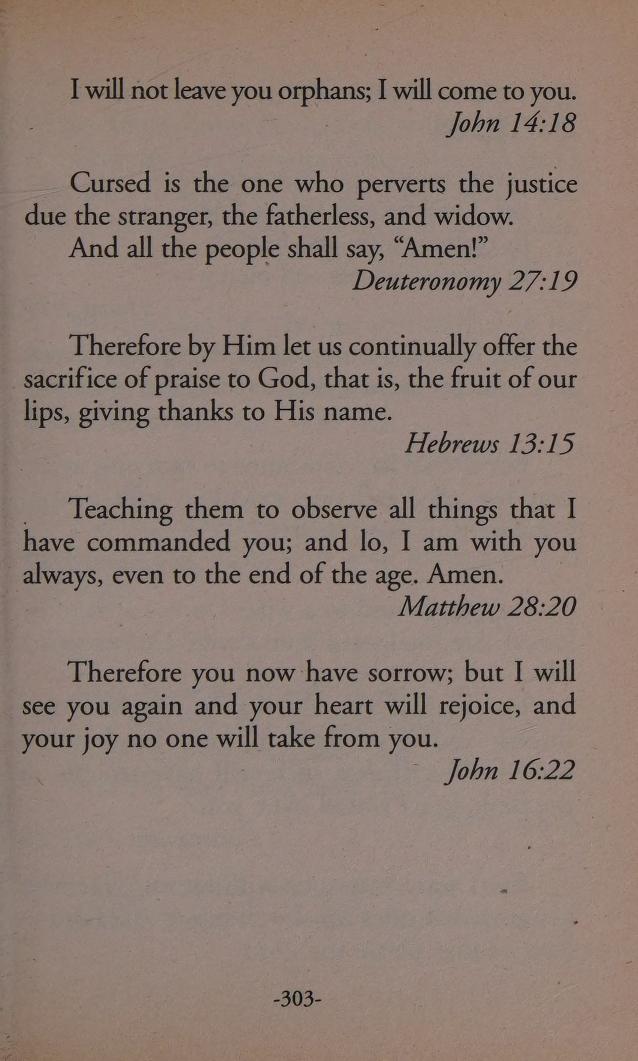 I will not leave you orphans; I will come to you.
John 14:18
Cursed is the one who perverts the justice
due the stranger, the fatherless, and widow.
And all the people shall say, “Amen!”
Deuteronomy 27:19
Therefore by Him let us continually offer the
sacrifice of praise to God, that is, the fruit of our
lips, giving thanks to His name.
Hebrews 13:15
Teaching them to observe all things that I
have commanded you; and lo, I am with you
always, even to the end of the age. Amen.
Matthew 28:20
Therefore you now have sorrow; but I will
see you again and your heart will rejoice, and
your joy no one will take from you.
John 16:22
-303-